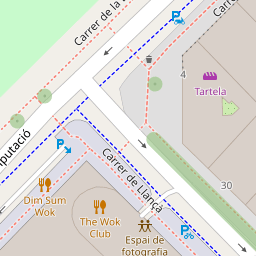 Carrer de la
4
Tartela
putació
Carrer de Llançà
Dim Sum
Wok
The Wok
Club
30
Espai de
fotografia
P
P